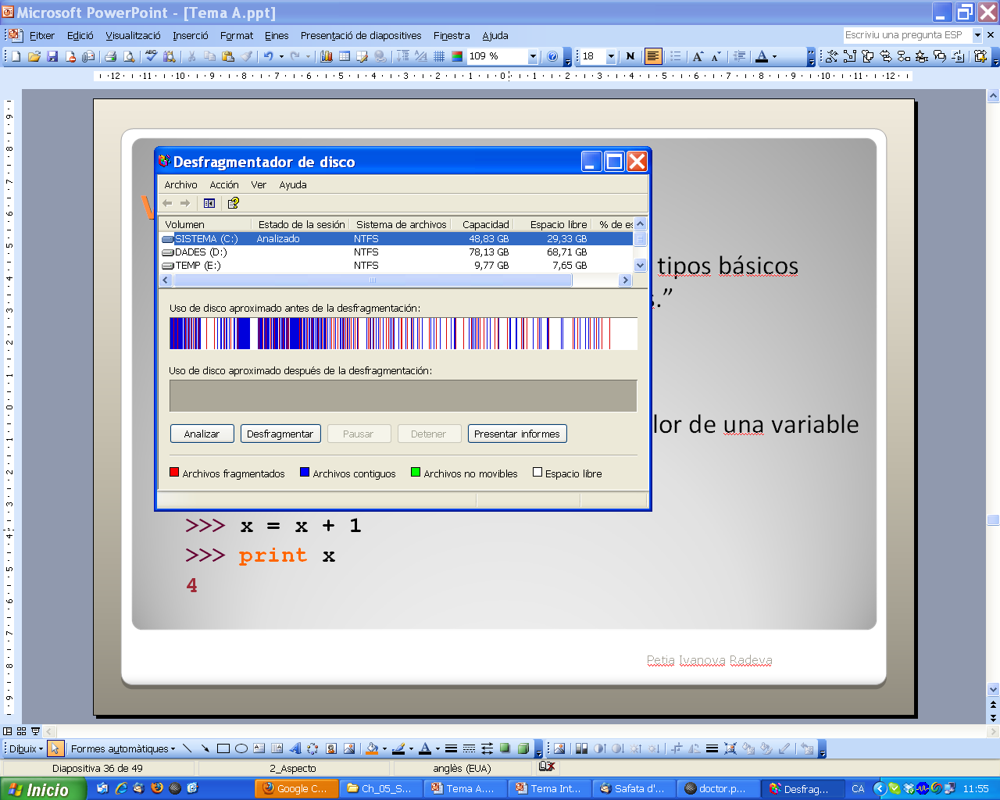 Microsoft PowerPoint - [Tema A.ppt]
Eitxer Edició Visualització Inserció Format Eines Presentació de diapositives Finestra Ajuda Escriviu una pregunta ESP
109 % 18 N
12 11 10 9 8 7 6 5 4 3 2 1 0 1 2 3 4 5 6 7 8 9 10 11 12
Desfragmentador de disco
Archivo Acción Ver Ayuda
Volumen Estado de la sesión Sistema de archivos Capacidad Espacio libre % de es
SISTEMA (C:) Analizado NTFS 48,83 GB 29,33 GB
DADES (D:) NTFS 78,13 GB 68,71 GB
TEMP (E:) NTFS 9,77 GB 7,65 GB
tipos básicos
s.”
Uso de disco aproximado antes de la desfragmentación:
Uso de disco aproximado después de la desfragmentación:
Analizar Desfragmentar Pausar Detener Presentar informes
lor de una variable
Archivos fragmentados Archivos contiguos Archivos no movibles Espacio libre
>>> x = x + 1
>>> print x
4
Petia Ivanova Radeva
Dibuix Formes automàtiques
Diapositiva 36 de 49 2_Aspecto anglès (EUA)
Inicio Google C... Ch_05_S... Tema A.... Tema Int... Safata d'... doctor.p... Desfrag... CA 11:55